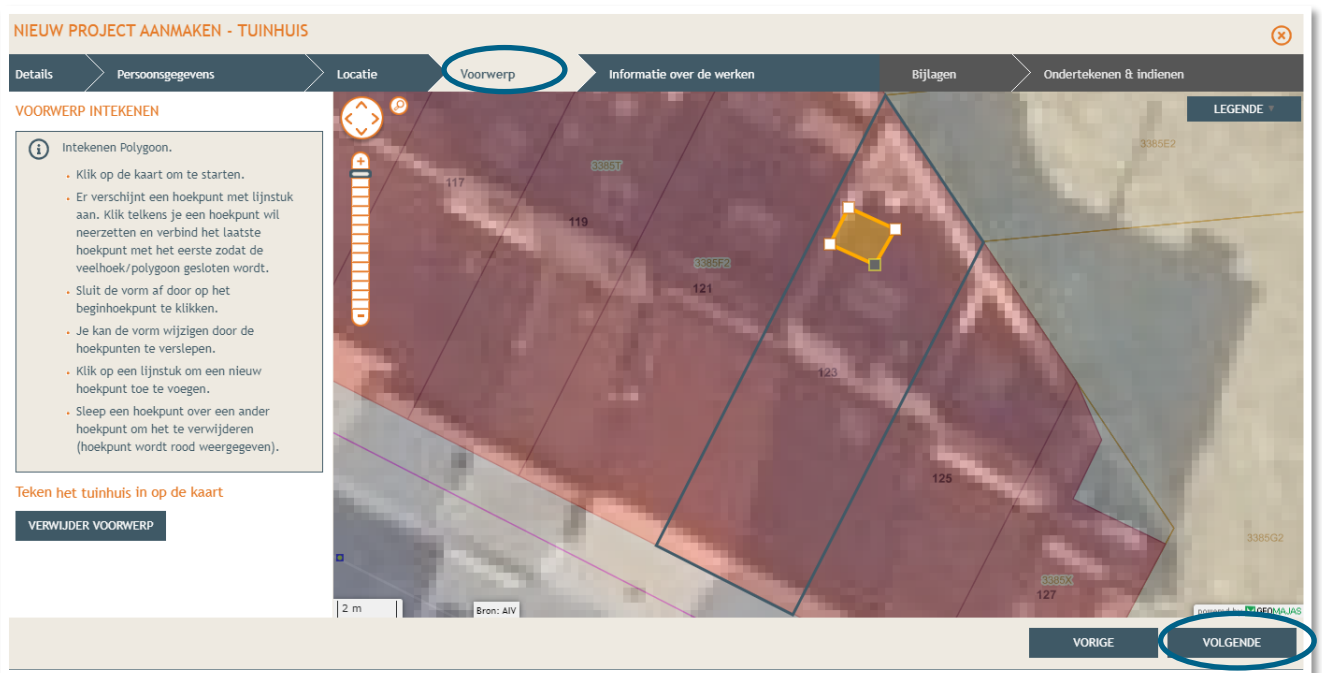 NIEUW PROJECT AANMAKEN - TUINHUIS
Details
Persoonsgegevens
Locatie
Voorwerp
Informatie over de werken
Bijlagen
Ondertekenen & indienen
VOORWERP INTEKENEN
Intekenen Polygoon.
Klik op de kaart om te starten.
Er verschijnt een hoekpunt met lijnstuk
aan. Klik telkens je een hoekpunt wil
neerzetten en verbind het laatste
hoekpunt met het eerste zodat de
veelhoek/polygoon gesloten wordt.
Sluit de vorm af door op het
beginhoekpunt te klikken.
Je kan de vorm wijzigen door de
hoekpunten te verslepen.
Klik op een lijnstuk om een nieuw
hoekpunt toe te voegen.
Sleep een hoekpunt over een ander
hoekpunt om het te verwijderen
(hoekpunt wordt rood weergegeven).
Teken het tuinhuis in op de kaart
VERWIJDER VOORWERP
LEGENDE
3385E2
3385T
117
119
3385F2
121
123
125
3385G2
3385X
127
2 m
Bron: AIV
powered by GEOMAJAS
VORIGE
VOLGENDE